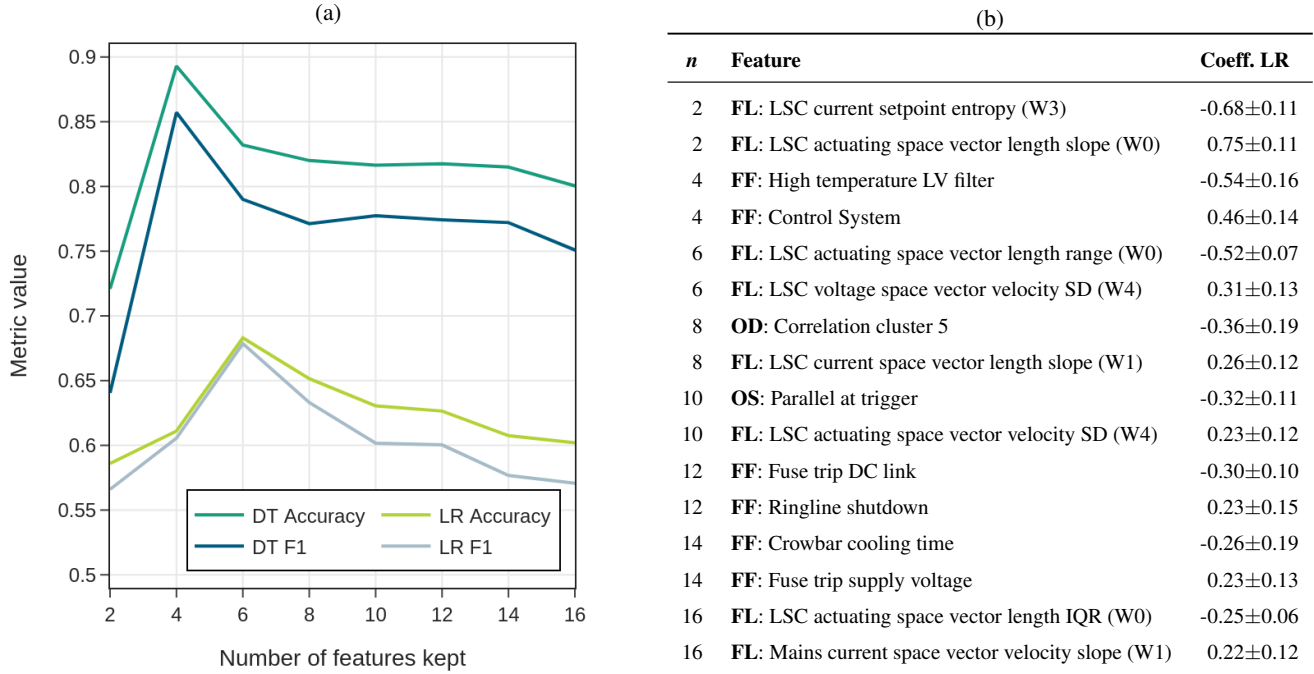 (a)
0.9
0.85
0.8
0.75
0.7
0.65
0.6
0.55
0.5
Metric value
DT Accuracy LR Accuracy
DT F1 LR F1
2 4 6 8 10 12 14 16
Number of features kept
(b)
n Feature Coeff. LR
2 FL: LSC current setpoint entropy (W3) -0.68±0.11
2 FL: LSC actuating space vector length slope (W0) 0.75±0.11
4 FF: High temperature LV filter -0.54±0.16
4 FF: Control System 0.46±0.14
6 FL: LSC actuating space vector length range (W0) -0.52±0.07
6 FL: LSC voltage space vector velocity SD (W4) 0.31±0.13
8 OD: Correlation cluster 5 -0.36±0.19
8 FL: LSC current space vector length slope (W1) 0.26±0.12
10 OS: Parallel at trigger -0.32±0.11
10 FL: LSC actuating space vector velocity SD (W4) 0.23±0.12
12 FF: Fuse trip DC link -0.30±0.10
12 FF: Ringline shutdown 0.23±0.15
14 FF: Crowbar cooling time -0.26±0.19
14 FF: Fuse trip supply voltage 0.23±0.13
16 FL: LSC actuating space vector length IQR (W0) -0.25±0.06
16 FL: Mains current space vector velocity slope (W1) 0.22±0.12